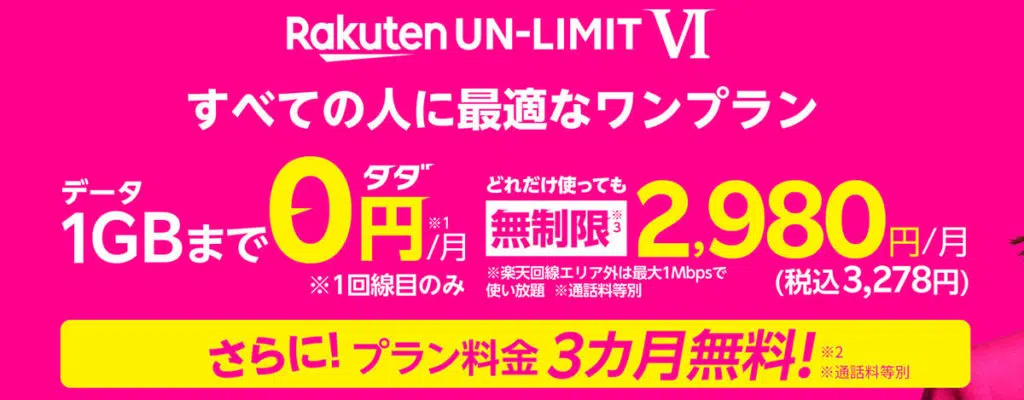 Rakuten UN-LIMIT VI
すべての人に最適なワンプラン
データ
1GBまで
0円
タダ
※1
/月
※1回線目のみ
どれだけ使っても
無制限※3
2,980円/月
※楽天回線エリア外は最大1Mbpsで
使い放題 ※通話料等別
(税込3,278円)
さらに! プラン料金 3カ月無料!
※2
※通話料等別